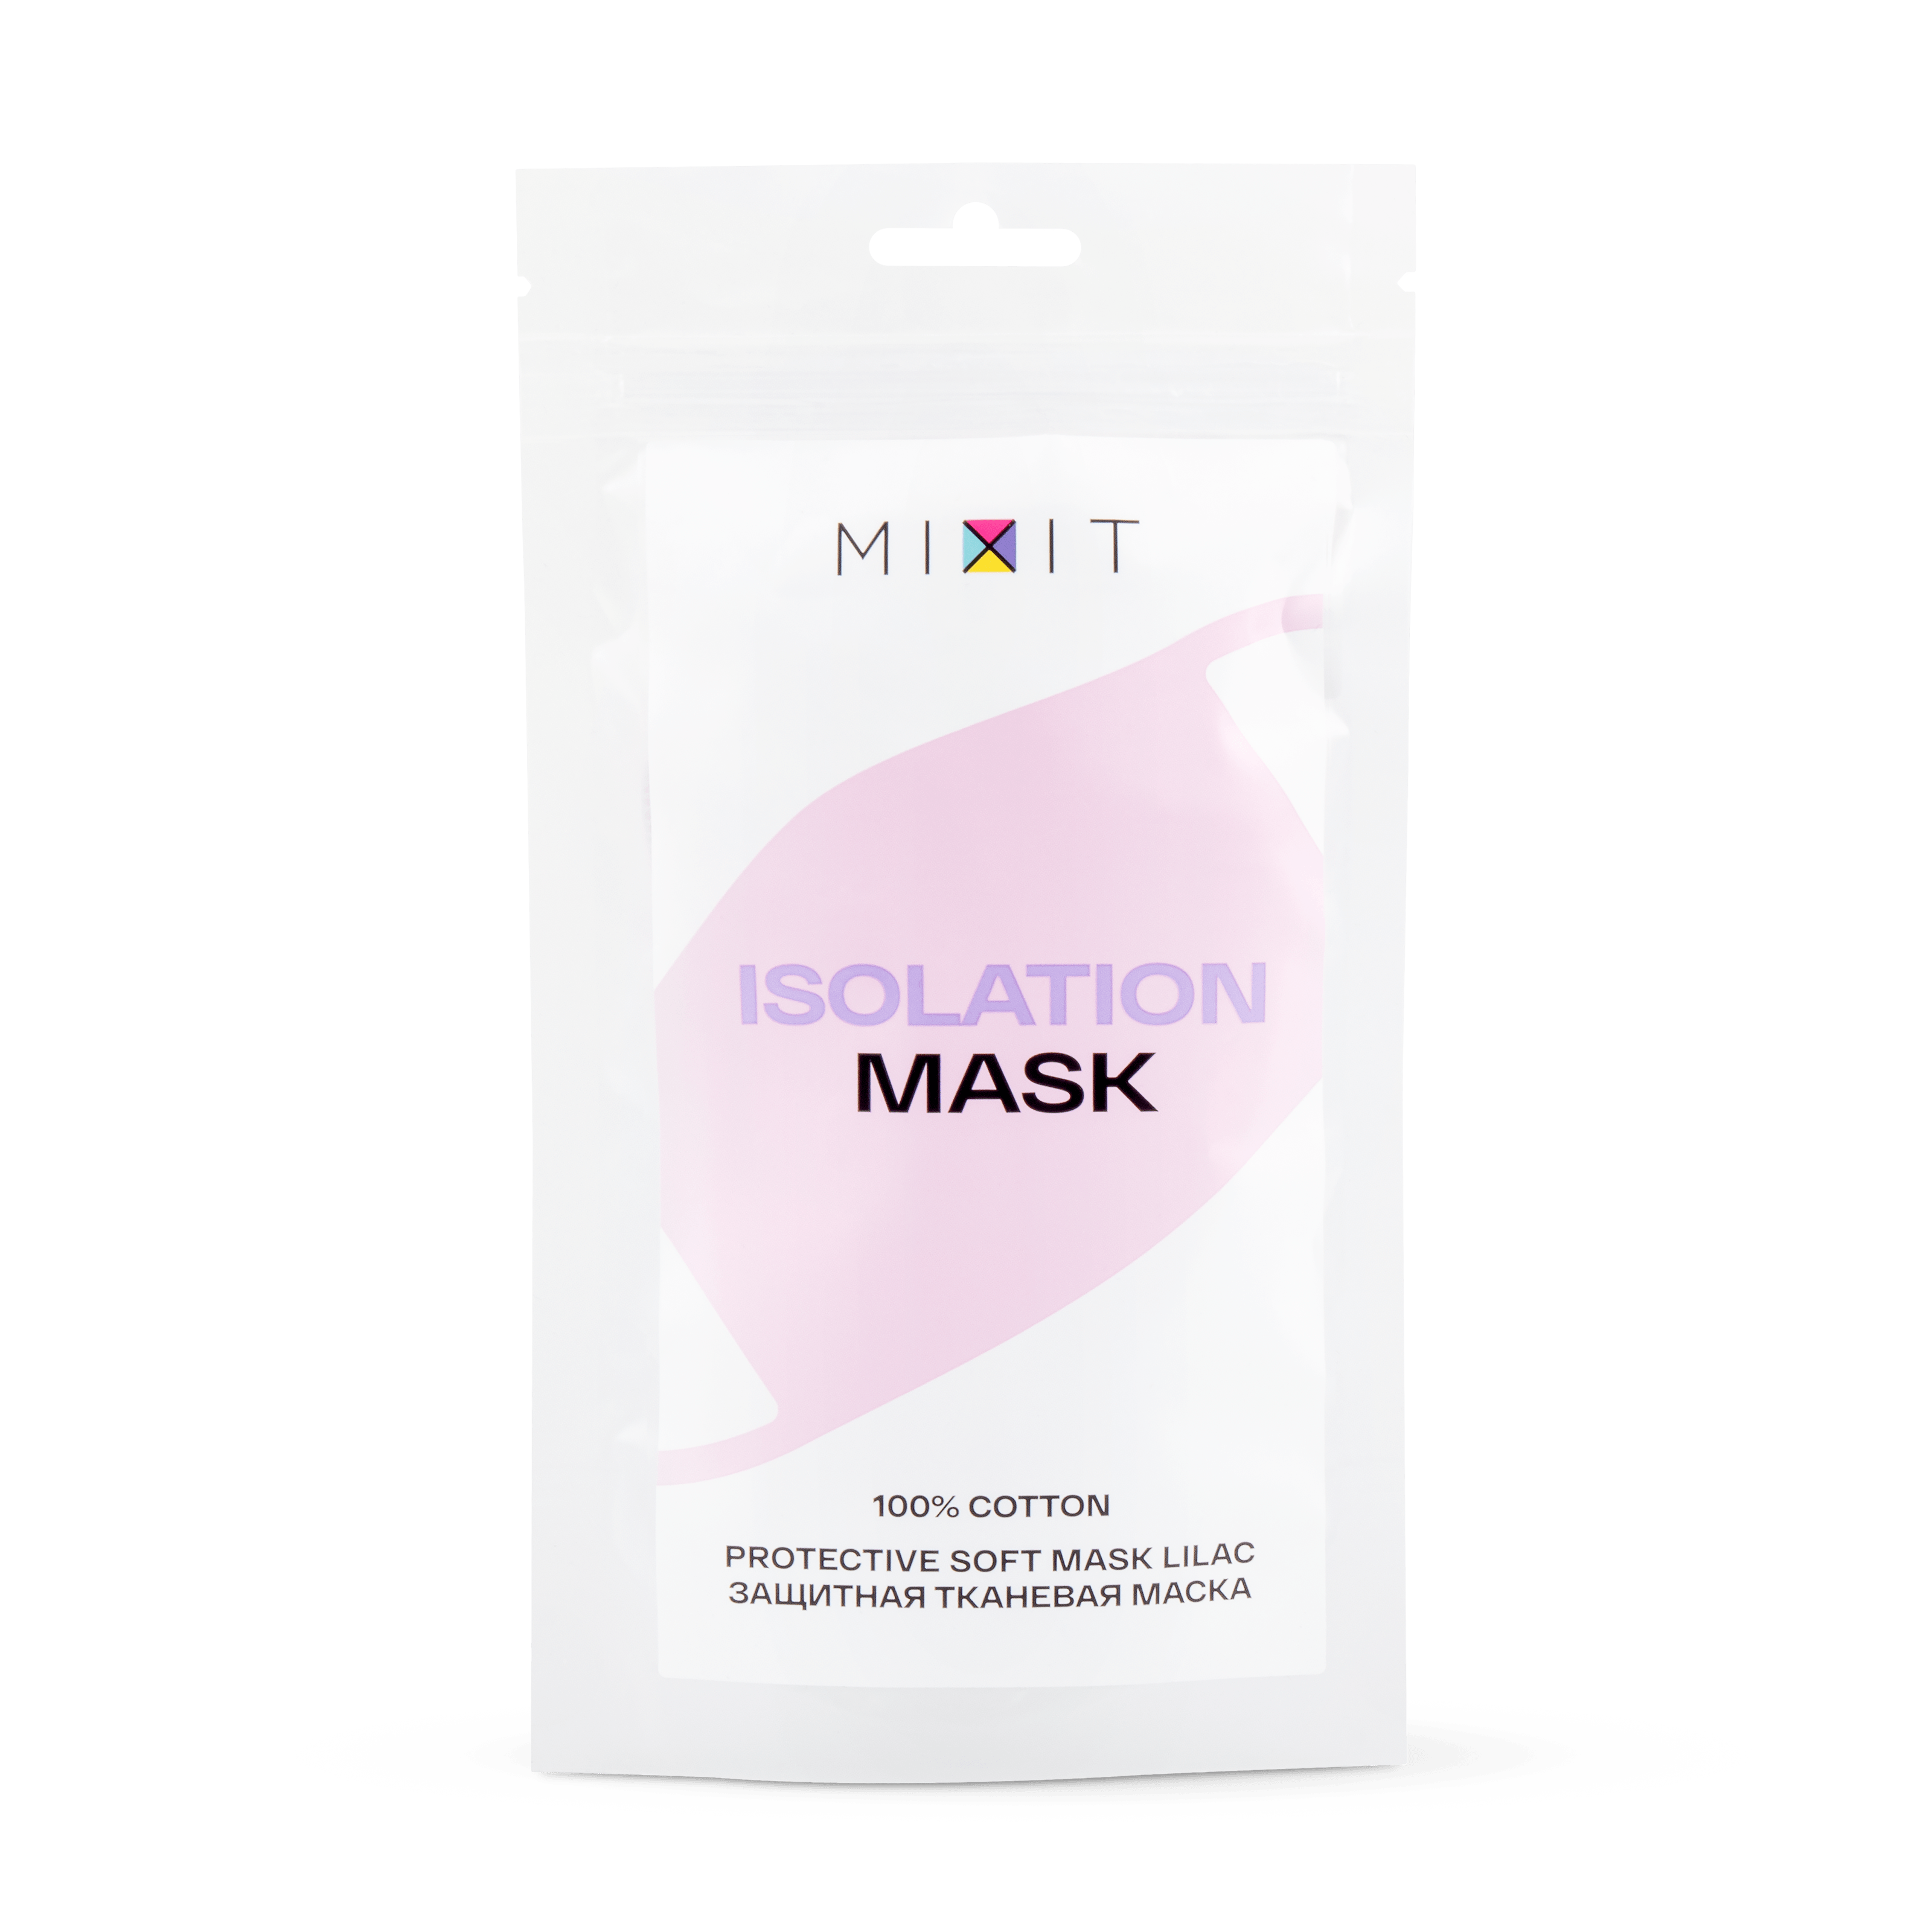 MIXIT
ISOLATION
MASK
100% COTTON
PROTECTIVE SOFT MASK LILAC
ЗАЩИТНАЯ ТКАНЕВАЯ МАСКА